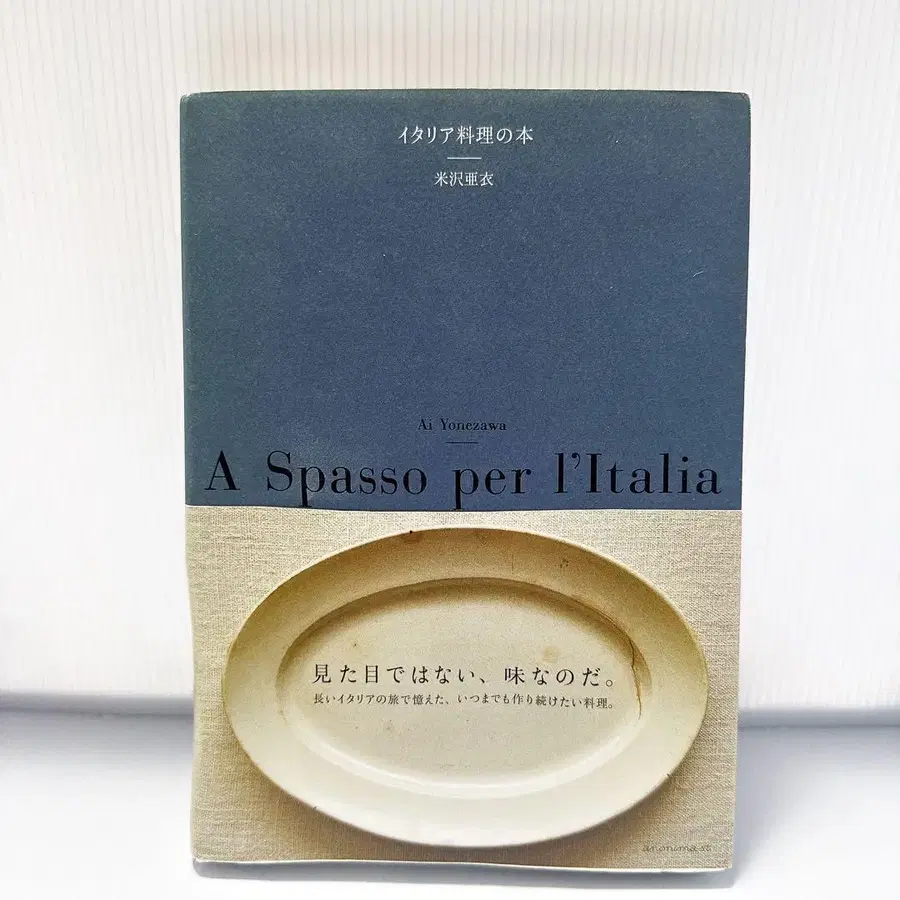 イタリア料理の本
米沢亜衣
Ai Yonezawa
A Spasso per l'Italia
見た目ではない、味なのだ。
長いイタリアの旅で憶えた、いつまでも作り続けたい料理。
anonima st.